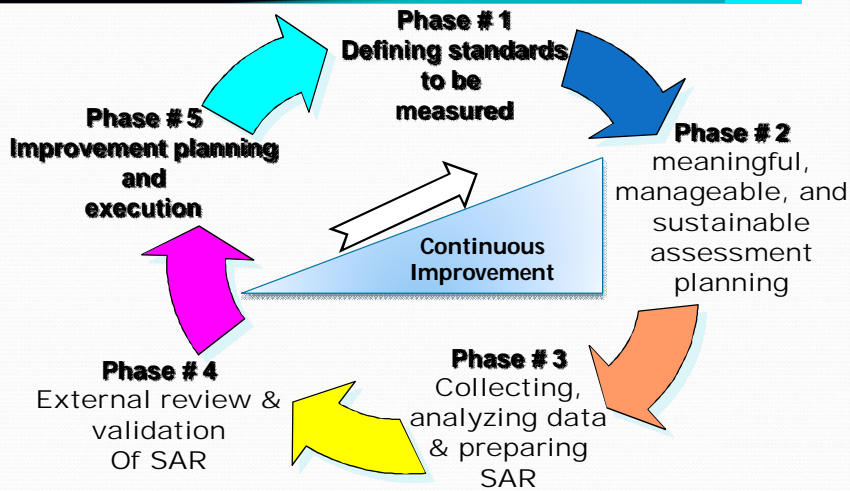 Phase # 1
Defining standards
to be
measured
Phase # 2
meaningful,
manageable, and
sustainable
assessment
planning
Phase # 3
Collecting,
analyzing data
& preparing
SAR
Phase # 4
External review &
validation
Of SAR
Phase # 5
Improvement planning
and
execution
Continuous
Improvement